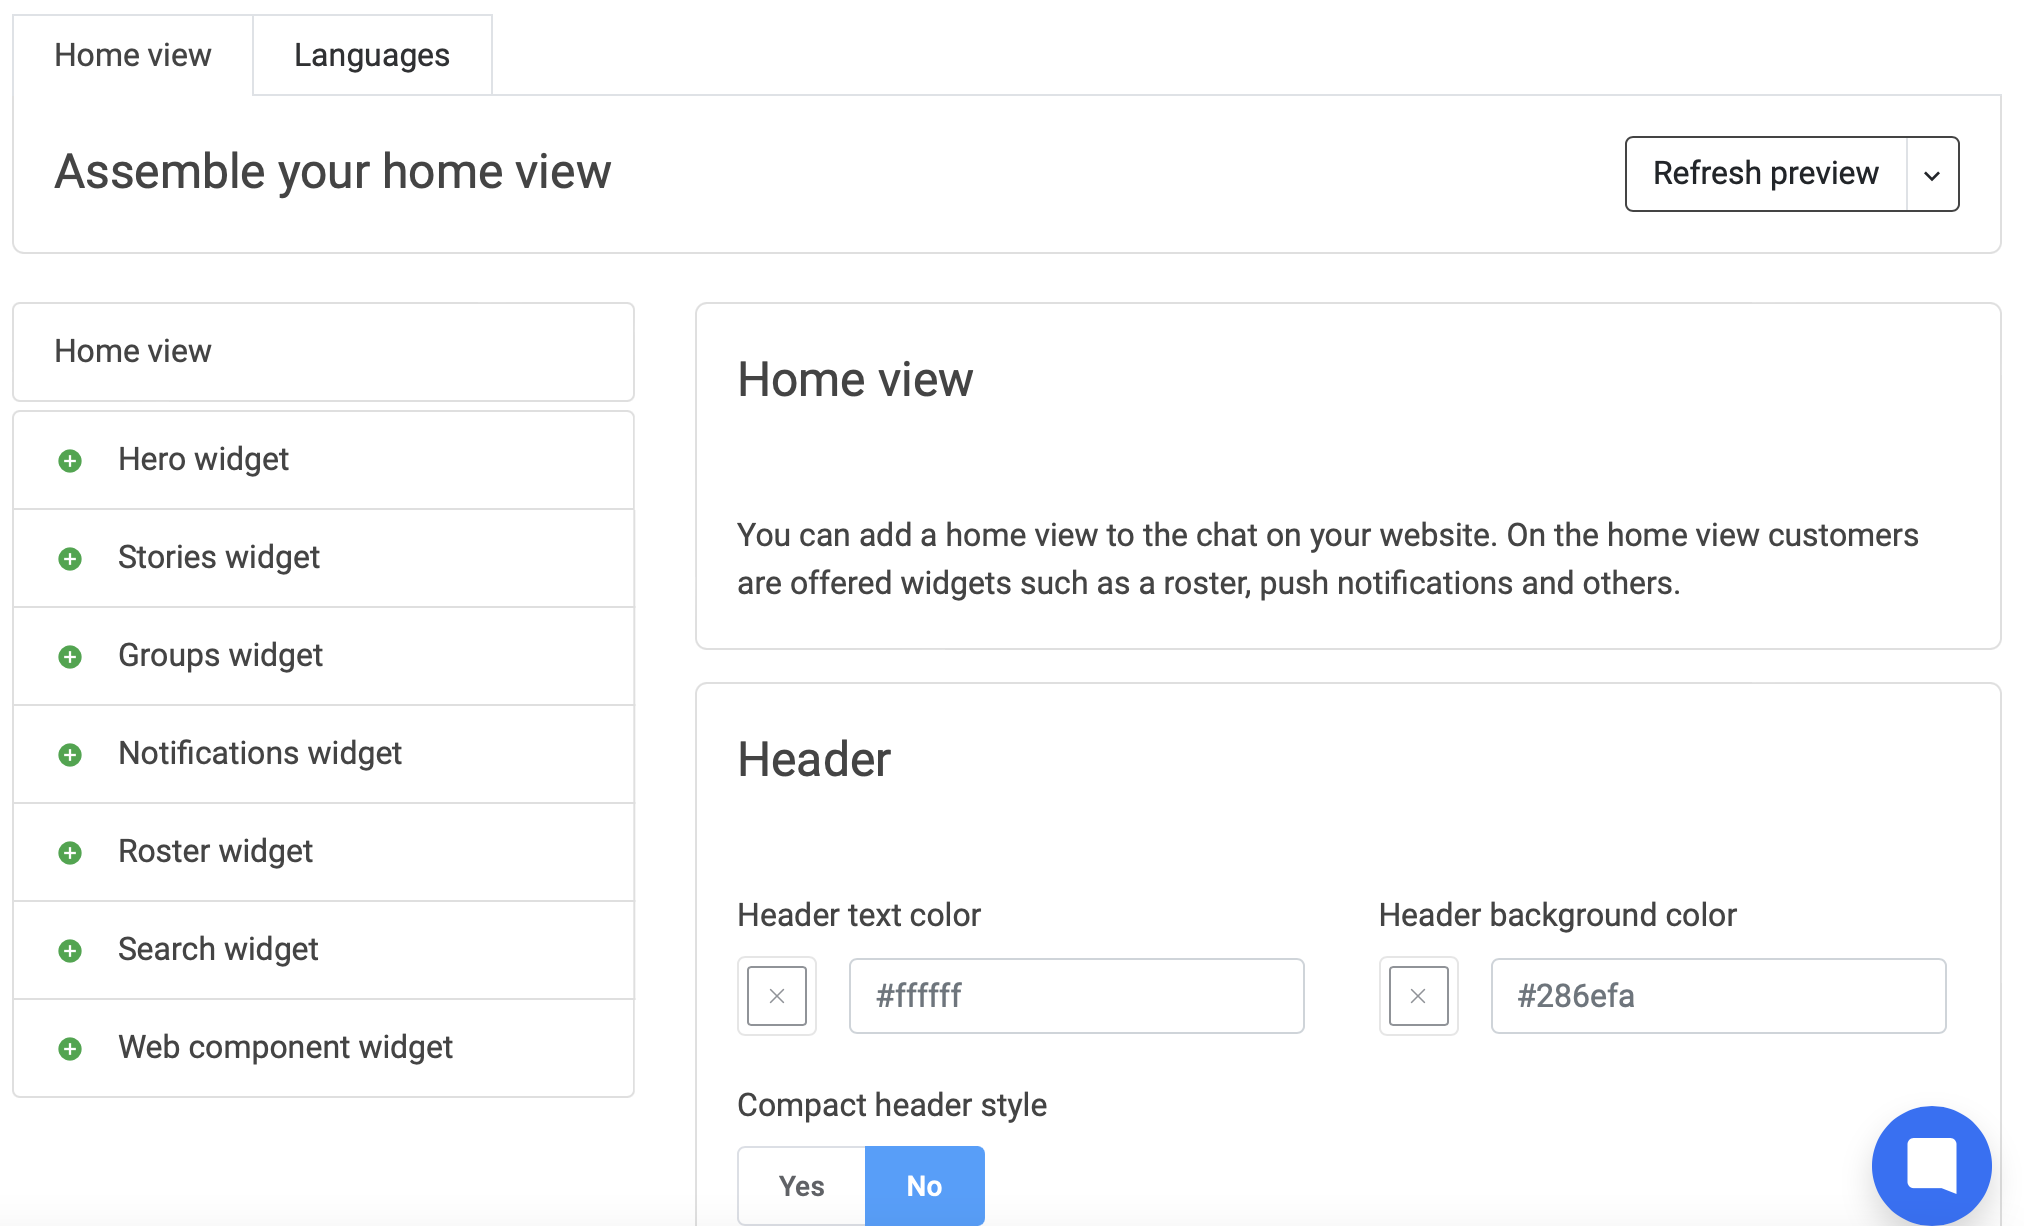 Home view
Languages
Assemble your home view
Refresh preview
Home view
Hero widget
Stories widget
Groups widget
Notifications widget
Roster widget
Search widget
Web component widget
Home view
You can add a home view to the chat on your website. On the home view customers
are offered widgets such as a roster, push notifications and others.
Header
Header text color
Header background color
#ffffff
#286efa
Compact header style
Yes
No